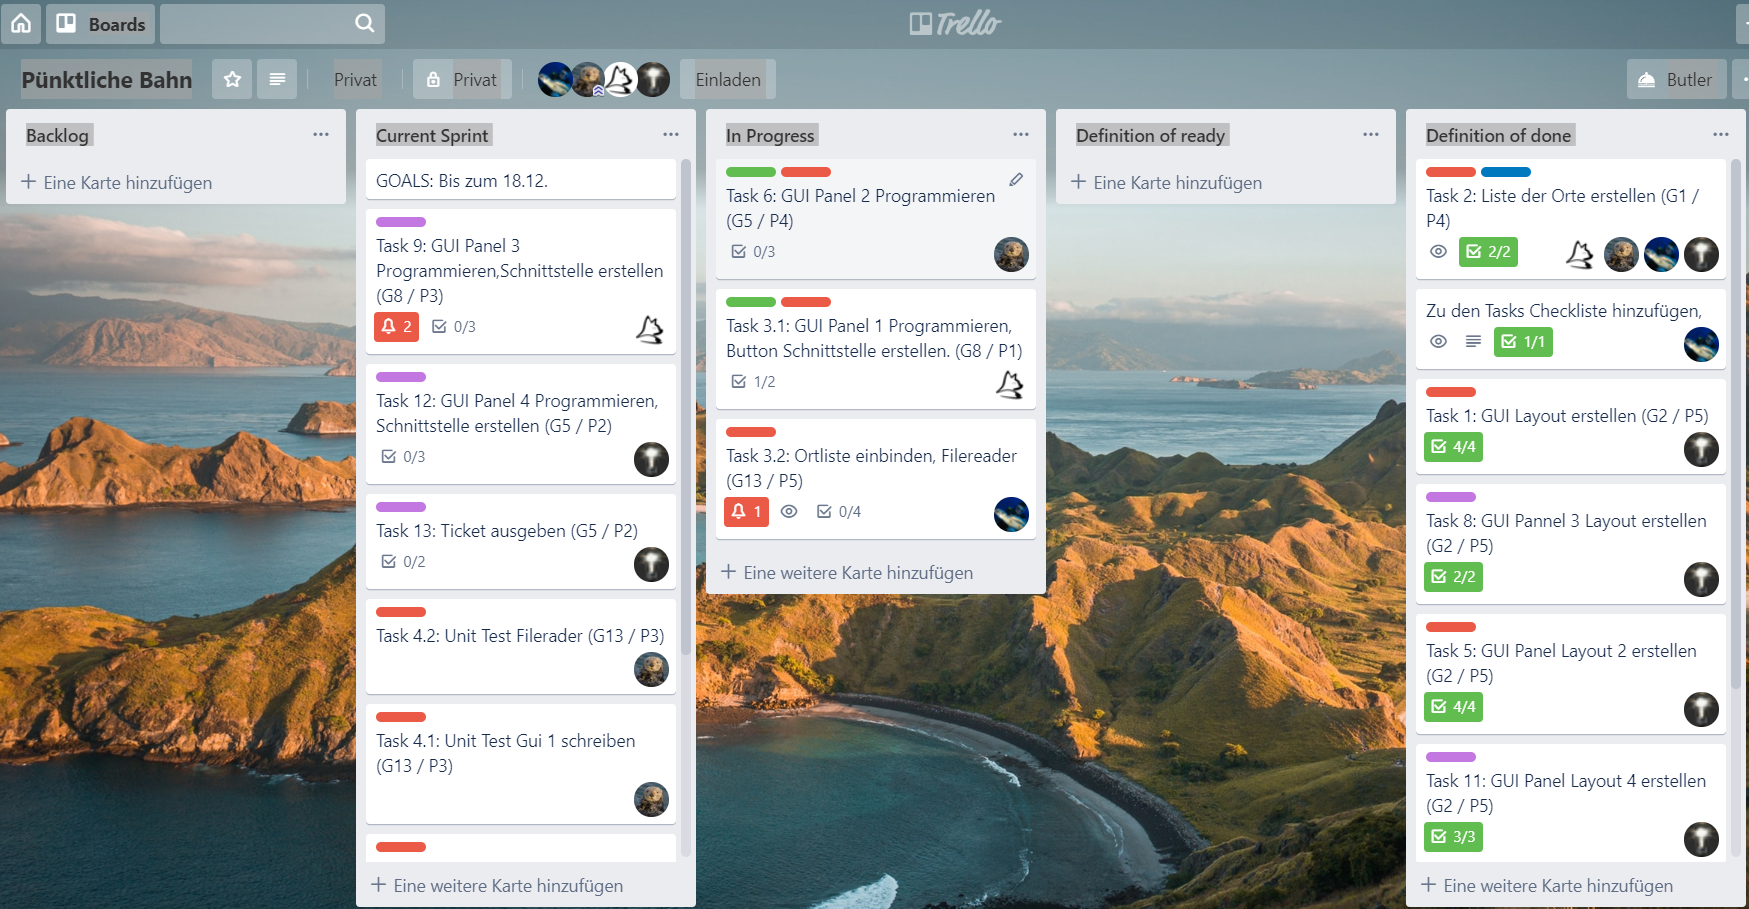 Boards
Trello
Pünktliche Bahn
Privat
Privat
Einladen
Butler
Backlog
Eine Karte hinzufügen
Current Sprint
GOALS: Bis zum 18.12.
Task 9: GUI Panel 3
Programmieren,Schnittstelle erstellen
(G8 / P3)
2
0/3
Task 12: GUI Panel 4 Programmieren,
Schnittstelle erstellen (G5 / P2)
0/3
Task 13: Ticket ausgeben (G5 / P2)
0/2
Task 4.2: Unit Test Filerader (G13 / P3)
Task 4.1: Unit Test Gui 1 schreiben
(G13 / P3)
Eine weitere Karte hinzufügen
In Progress
Task 6: GUI Panel 2 Programmieren
(G5 / P4)
0/3
Task 3.1: GUI Panel 1 Programmieren,
Button Schnittstelle erstellen. (G8 / P1)
1/2
Task 3.2: Ortliste einbinden, Filereader
(G13 / P5)
1
0/4
Eine weitere Karte hinzufügen
Definition of ready
Eine Karte hinzufügen
Definition of done
Task 2: Liste der Orte erstellen (G1 /
P4)
2/2
Zu den Tasks Checkliste hinzufügen,
1/1
Task 1: GUI Layout erstellen (G2 / P5)
4/4
Task 8: GUI Pannel 3 Layout erstellen
(G2 / P5)
2/2
Task 5: GUI Panel Layout 2 erstellen
(G2 / P5)
4/4
Task 11: GUI Panel Layout 4 erstellen
(G2 / P5)
3/3
Eine weitere Karte hinzufügen